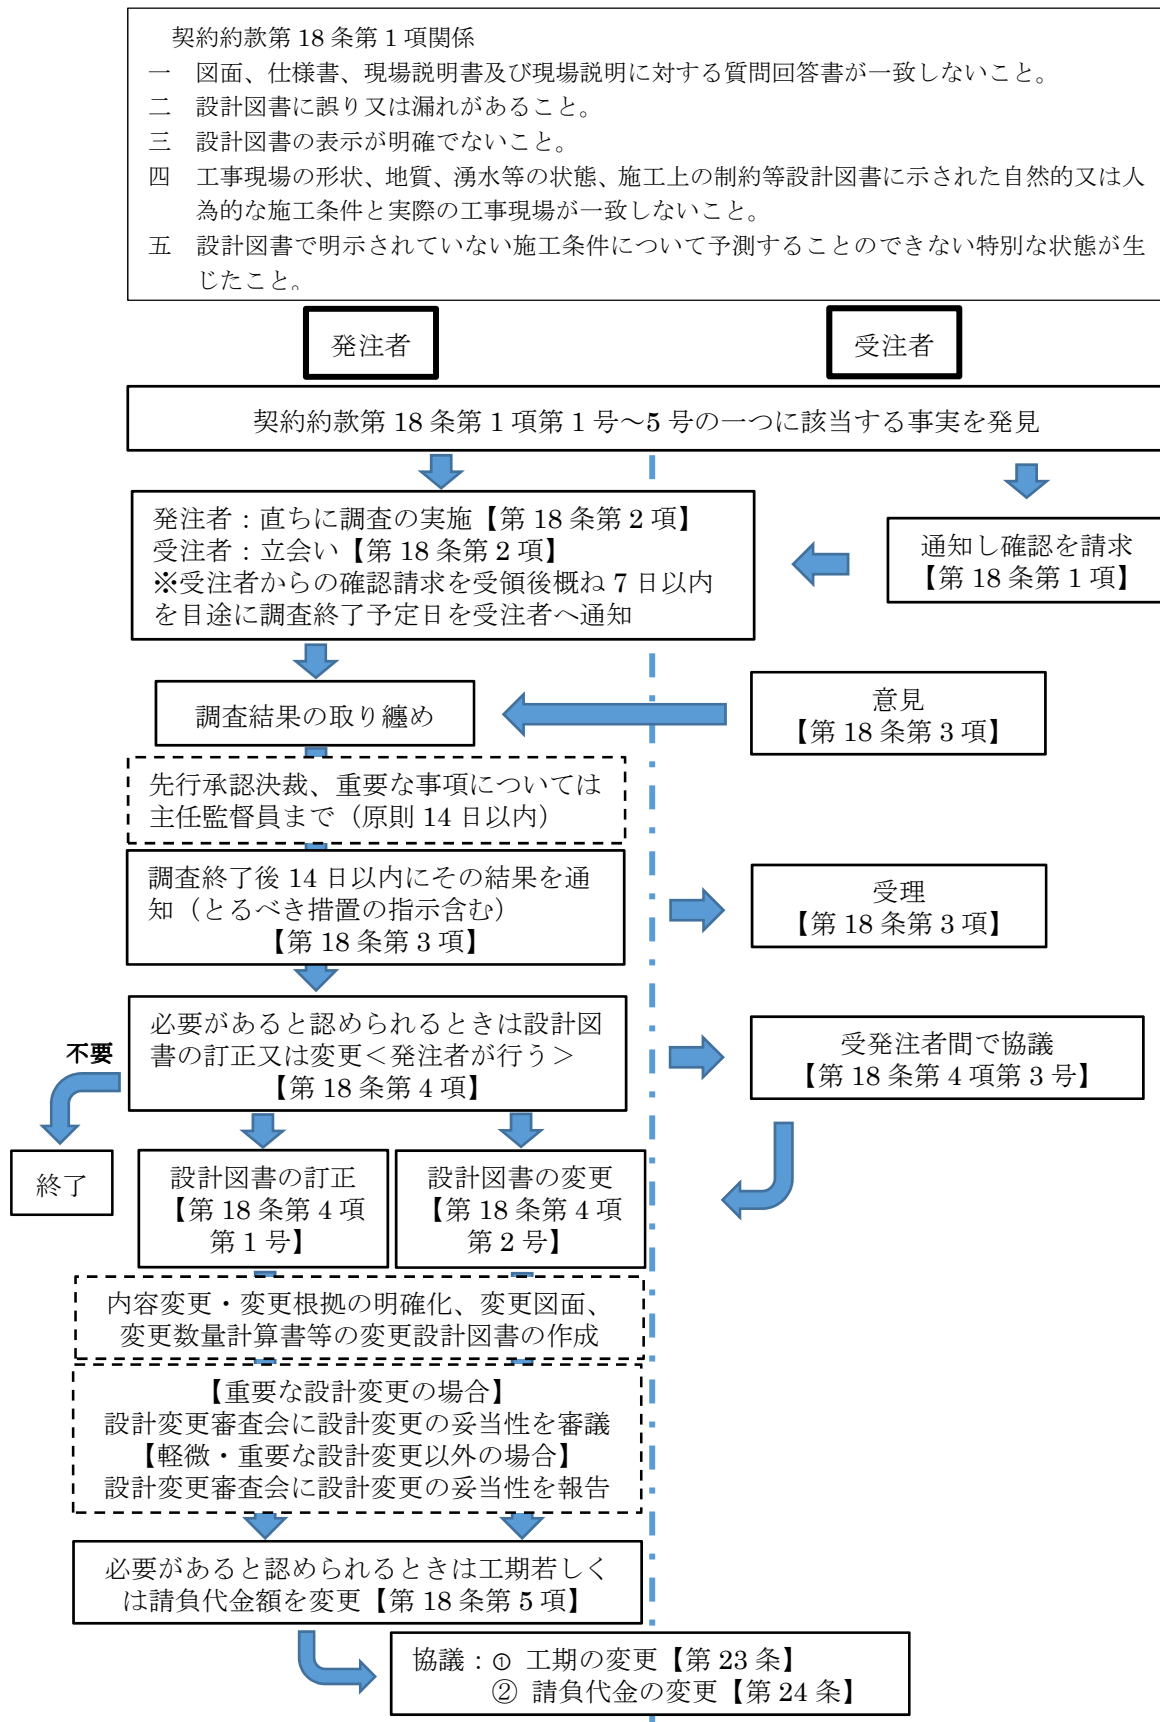 契約約款第 18 条第 1 項関係
一　図面、仕様書、現場説明書及び現場説明に対する質問回答書が一致しないこと。
二　設計図書に誤り又は漏れがあること。
三　設計図書の表示が明確でないこと。
四　工事現場の形状、地質、湧水等の状態、施工上の制約等設計図書に示された自然的又は人
為的な施工条件と実際の工事現場が一致しないこと。
五　設計図書で明示されていない施工条件について予測することのできない特別な状態が生
じたこと。
発注者
受注者
契約約款第 18 条第 1 項第 1 号～5 号の一つに該当する事実を発見
発注者：直ちに調査の実施【第 18 条第 2 項】
受注者：立会い【第 18 条第 2 項】
※受注者からの確認請求を受領後概ね 7 日以内
を目途に調査終了予定日を受注者へ通知
通知し確認を請求
【第 18 条第 1 項】
調査結果の取り纏め
意見
【第 18 条第 3 項】
先行承認決裁、重要な事項については
主任監督員まで（原則 14 日以内）
調査終了後 14 日以内にその結果を通
知（とるべき措置の指示含む）
【第 18 条第 3 項】
受理
【第 18 条第 3 項】
必要があると認められるときは設計図
書の訂正又は変更＜発注者が行う＞
【第 18 条第 4 項】
不要
受発注者間で協議
【第 18 条第 4 項第 3 号】
終了
設計図書の訂正
【第 18 条第 4 項
第 1 号】
設計図書の変更
【第 18 条第 4 項
第 2 号】
内容変更・変更根拠の明確化、変更図面、
変更数量計算書等の変更設計図書の作成
【重要な設計変更の場合】
設計変更審査会に設計変更の妥当性を審議
【軽微・重要な設計変更以外の場合】
設計変更審査会に設計変更の妥当性を報告
必要があると認められるときは工期若しく
は請負代金額を変更【第 18 条第 5 項】
協議：① 工期の変更【第 23 条】
② 請負代金の変更【第 24 条】